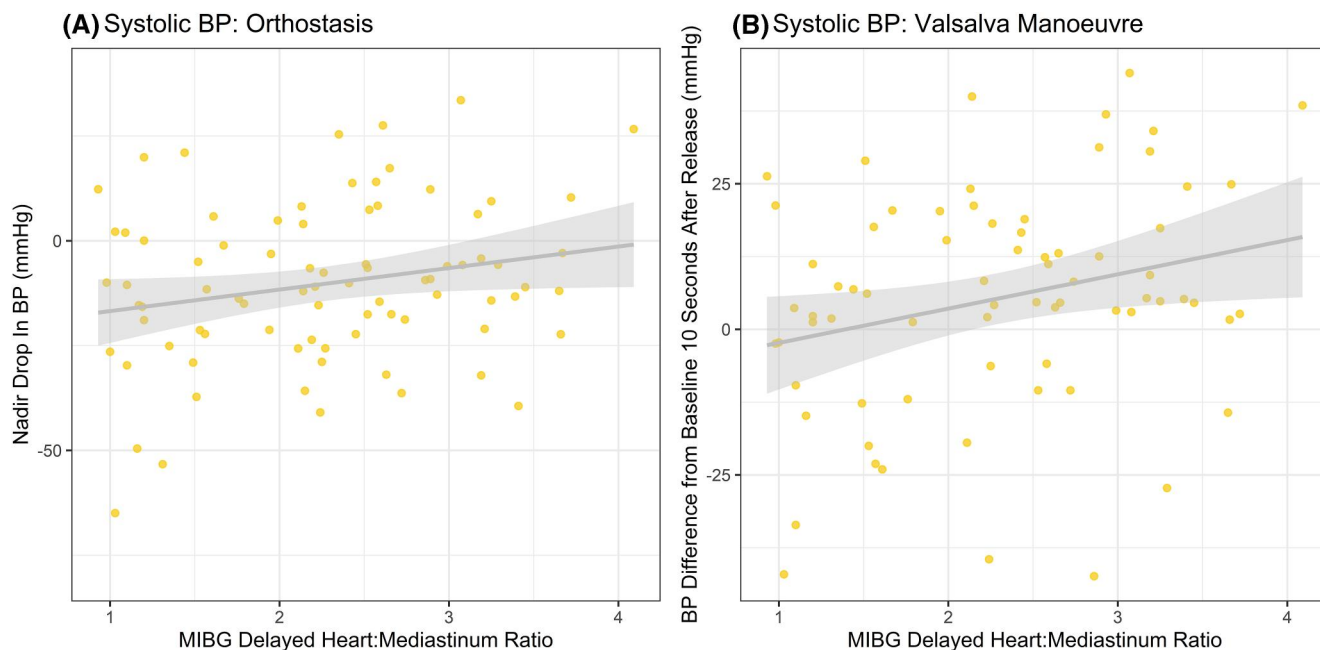 (A) Systolic BP: Orthostasis
Nadir Drop In BP (mmHg)
0
-50
1 2 3 4
MIBG Delayed Heart:Mediastinum Ratio
(B) Systolic BP: Valsalva Manoeuvre
BP Difference from Baseline 10 Seconds After Release (mmHg)
25
0
-25
1 2 3 4
MIBG Delayed Heart:Mediastinum Ratio